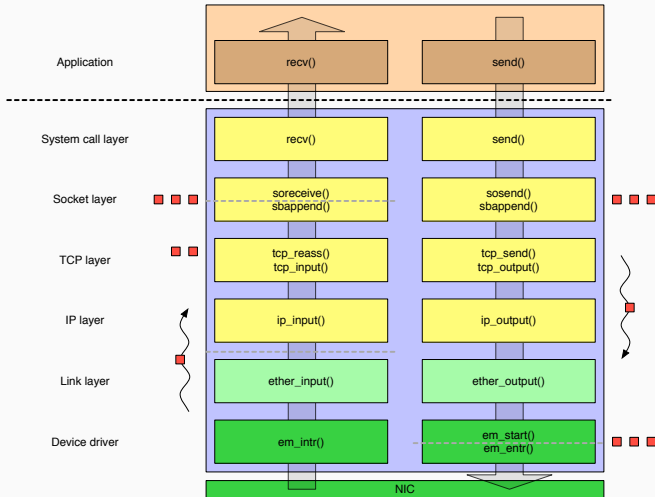 Application
recv()
send()
System call layer
recv()
send()
Socket layer
soreceive()
sbappend()
sosend()
sbappend()
TCP layer
tcp_reass()
tcp_input()
tcp_send()
tcp_output()
IP layer
ip_input()
ip_output()
Link layer
ether_input()
ether_output()
Device driver
em_intr()
em_start()
em_entr()
NIC